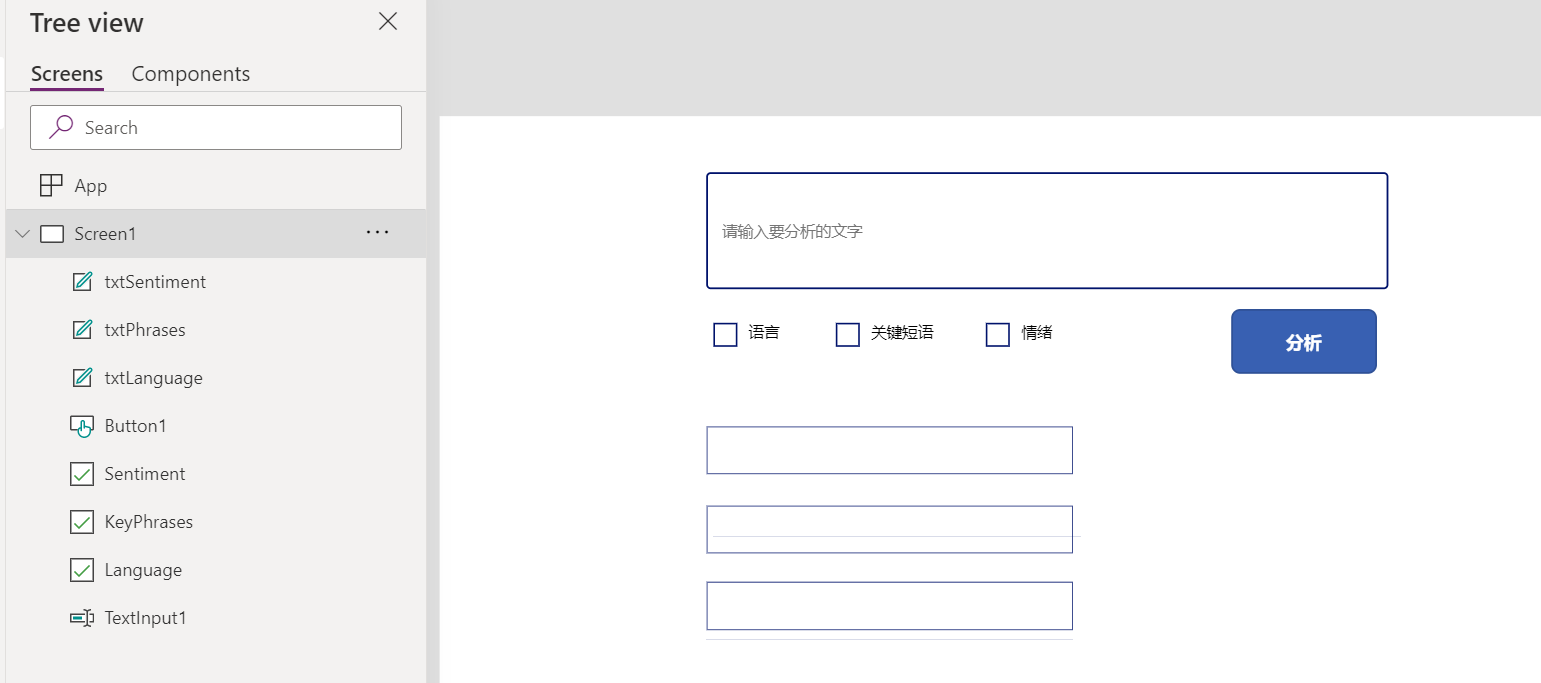 Tree view
Screens Components
Search
App
Screen1
txtSentiment
txtPhrases
txtLanguage
Button1
Sentiment
KeyPhrases
Language
TextInput1
请输入要分析的文字
语言 关键短语 情绪 分析